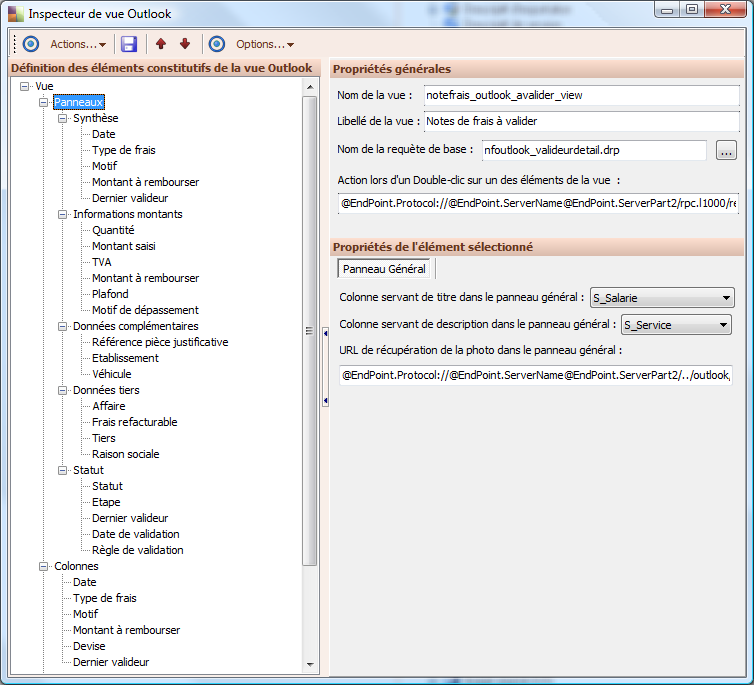 Inspecteur de vue Outlook
Actions... Options...
Définition des éléments constitutifs de la vue Outlook
Vue
Panneaux
Synthèse
Date
Type de frais
Motif
Montant à rembourser
Dernier valideur
Informations montants
Quantité
Montant saisi
TVA
Montant à rembourser
Plafond
Motif de dépassement
Données complémentaires
Référence pièce justificative
Etablissement
Véhicule
Données tiers
Affaire
Frais refacturable
Tiers
Raison sociale
Statut
Statut
Etape
Dernier valideur
Date de validation
Règle de validation
Colonnes
Date
Type de frais
Motif
Montant à rembourser
Devise
Dernier valideur
Propriétés générales
Nom de la vue : notefrais_outlook_avalider_view
Libellé de la vue : Notes de frais à valider
Nom de la requète de base : nfoutlook_valideurdetail.drp ...
Action lors d'un Double-clic sur un des éléments de la vue :
@EndPoint.Protocol://@EndPoint.ServerName@EndPoint.ServerPart2/rpc.l1000/re
Propriétés de l'élément sélectionné
Panneau Général
Colonne servant de titre dans le panneau général : S_Salarie
Colonne servant de description dans le panneau général : S_Service
URL de récupération de la photo dans le panneau général :
@EndPoint.Protocol://@EndPoint.ServerName@EndPoint.ServerPart2/../outlook,